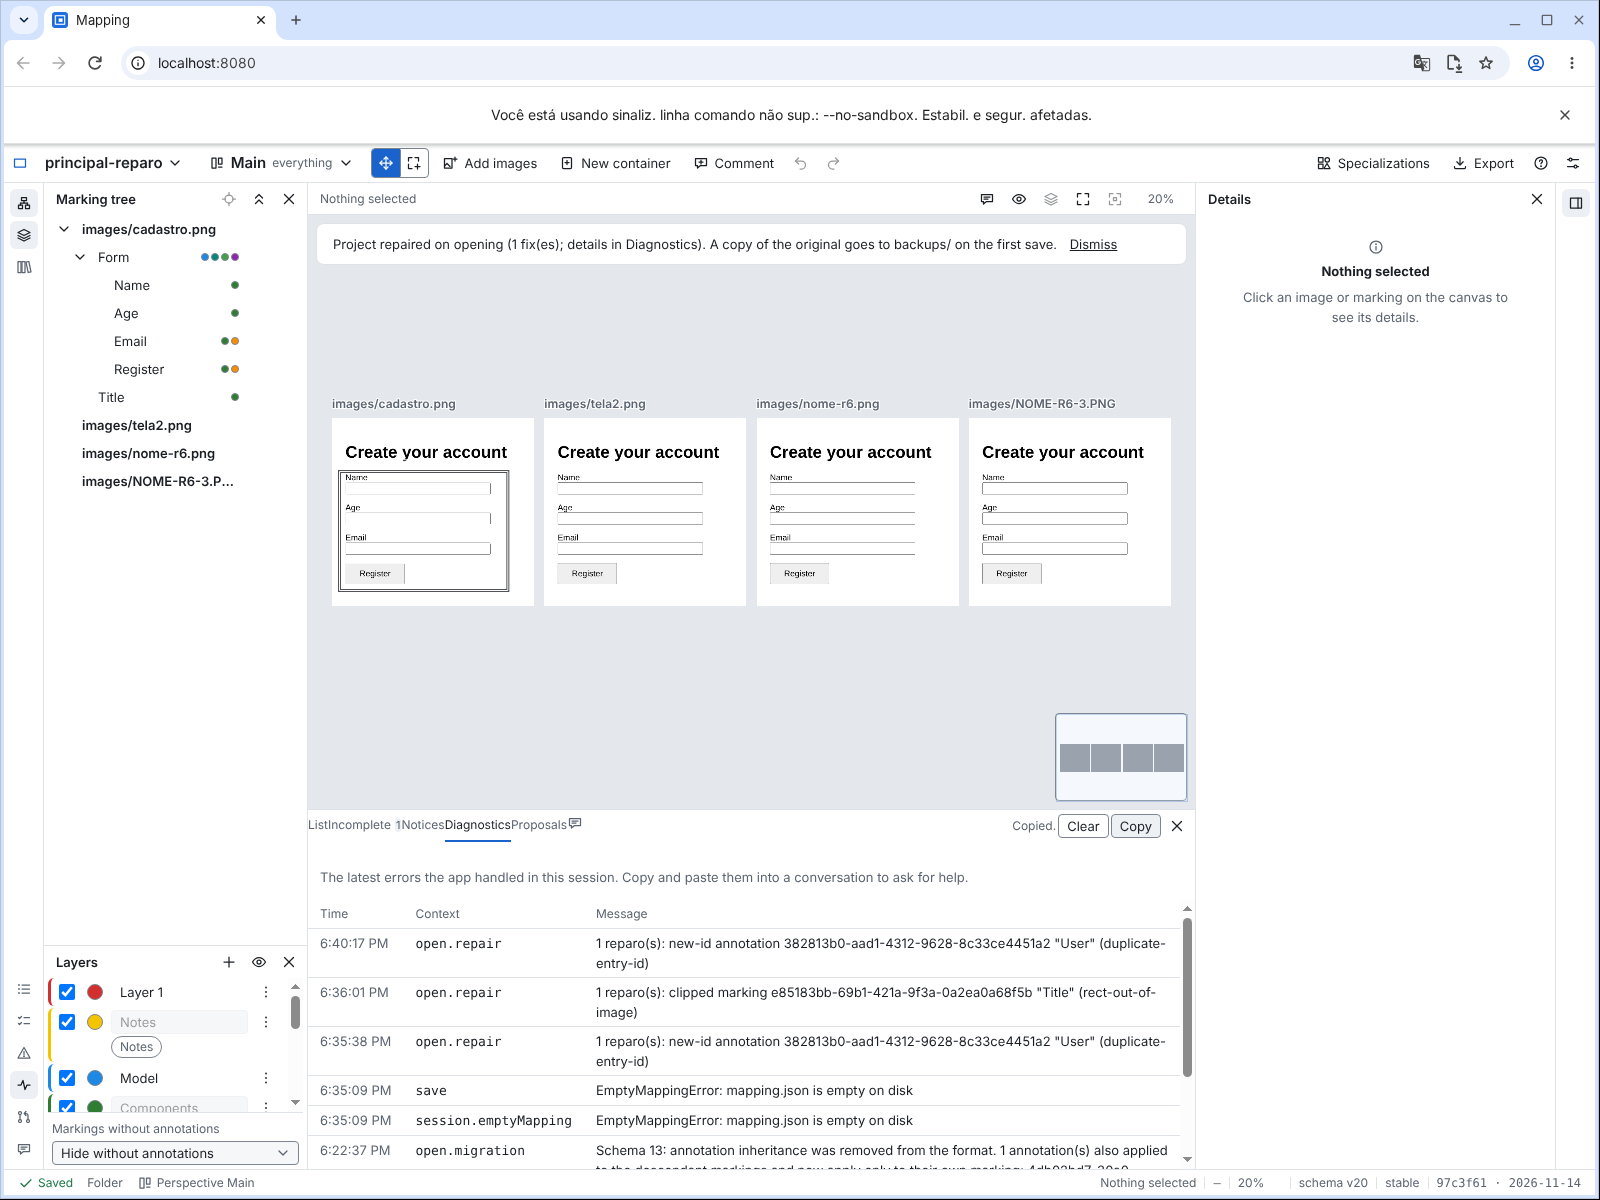 Mapping
localhost:8080
Você está usando sinaliz. linha comando não sup.: --no-sandbox. Estabil. e segur. afetadas.
principal-reparo
Main everything
Add images
New container
Comment
Specializations
Export
Marking tree
images/cadastro.png
Form
Name
Age
Email
Register
Title
images/tela2.png
images/nome-r6.png
images/NOME-R6-3.P...
Nothing selected
20%
Project repaired on opening (1 fix(es); details in Diagnostics). A copy of the original goes to backups/ on the first save. Dismiss
images/cadastro.png
Create your account
Name
Age
Email
Register
images/tela2.png
Create your account
Name
Age
Email
Register
images/nome-r6.png
Create your account
Name
Age
Email
Register
images/NOME-R6-3.PNG
Create your account
Name
Age
Email
Register
Details
Nothing selected
Click an image or marking on the canvas to
see its details.
List Incomplete 1 Notices Diagnostics Proposals
Copied. Clear Copy
The latest errors the app handled in this session. Copy and paste them into a conversation to ask for help.
Time Context Message
6:40:17 PM open.repair 1 reparo(s): new-id annotation 382813b0-aad1-4312-9628-8c33ce4451a2 "User" (duplicate-
entry-id)
6:36:01 PM open.repair 1 reparo(s): clipped marking e85183bb-69b1-421a-9f3a-0a2ea0a68f5b "Title" (rect-out-of-
image)
6:35:38 PM open.repair 1 reparo(s): new-id annotation 382813b0-aad1-4312-9628-8c33ce4451a2 "User" (duplicate-
entry-id)
6:35:09 PM save EmptyMappingError: mapping.json is empty on disk
6:35:09 PM session.emptyMapping EmptyMappingError: mapping.json is empty on disk
6:22:37 PM open.migration Schema 13: annotation inheritance was removed from the format. 1 annotation(s) also applied
Layers
Layer 1
Notes
Notes
Model
Components
Markings without annotations
Hide without annotations
Saved
Folder
Perspective Main
Nothing selected
–
20%
schema v20
stable
97c3f61 · 2026-11-14